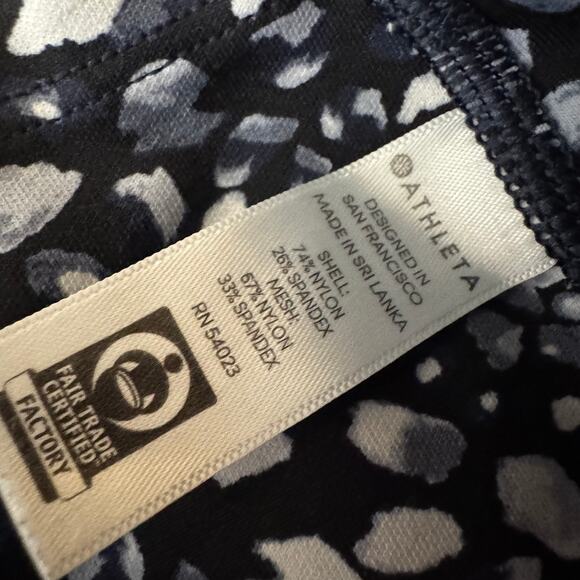 ATHLETA
DESIGNED IN
SAN FRANCISCO
MADE IN SRI LANKA
SHELL:
74% NYLON
26% SPANDEX
MESH:
67% NYLON
33% SPANDEX
RN 54023
FAIR TRADE
CERTIFIED
FACTORY